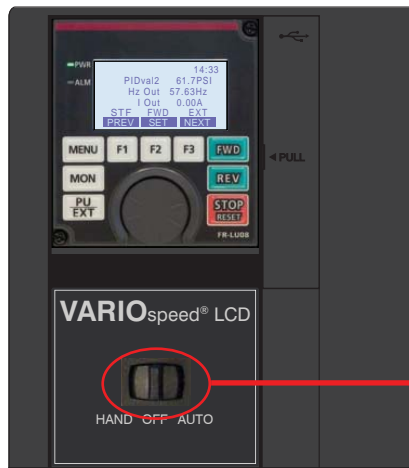 PWR
14:33
ALM
PIDval2 61.7PSI
Hz Out 57.63Hz
I Out 0.00A
STF FWD EXT
PREV SET NEXT
MENU F1 F2 F3 FWD
MON REV
PU
EXT
STOP
RESET
FR-LU08
PULL
VARIOspeed® LCD
HAND OFF AUTO